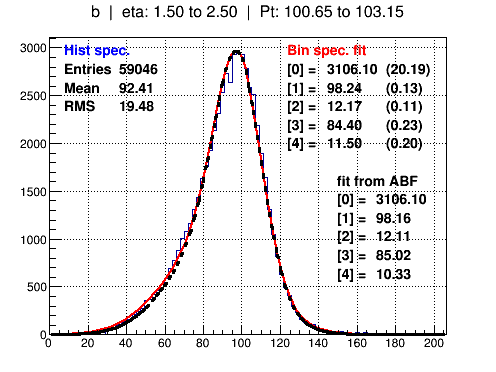 b | eta: 1.50 to 2.50 | Pt: 100.65 to 103.15
Hist spec.
Entries 59046
Mean 92.41
RMS 19.48
Bin spec. fit
[0] = 3106.10 (20.19)
[1] = 98.24 (0.13)
[2] = 12.17 (0.11)
[3] = 84.40 (0.23)
[4] = 11.50 (0.20)
fit from ABF
[0] = 3106.10
[1] = 98.16
[2] = 12.11
[3] = 85.02
[4] = 10.33
3000
2500
2000
1500
1000
500
0
0 20 40 60 80 100 120 140 160 180 200